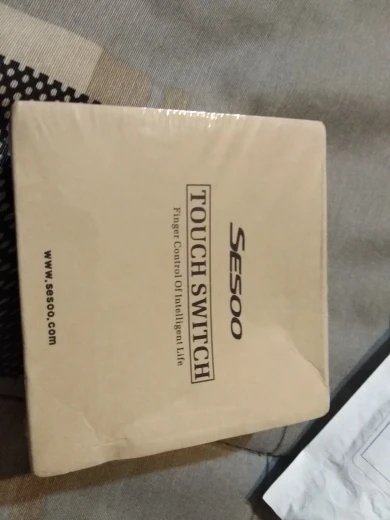 SESOO
TOUCH SWITCH
Finger Control Of Intelligent Life
www.sesoo.com